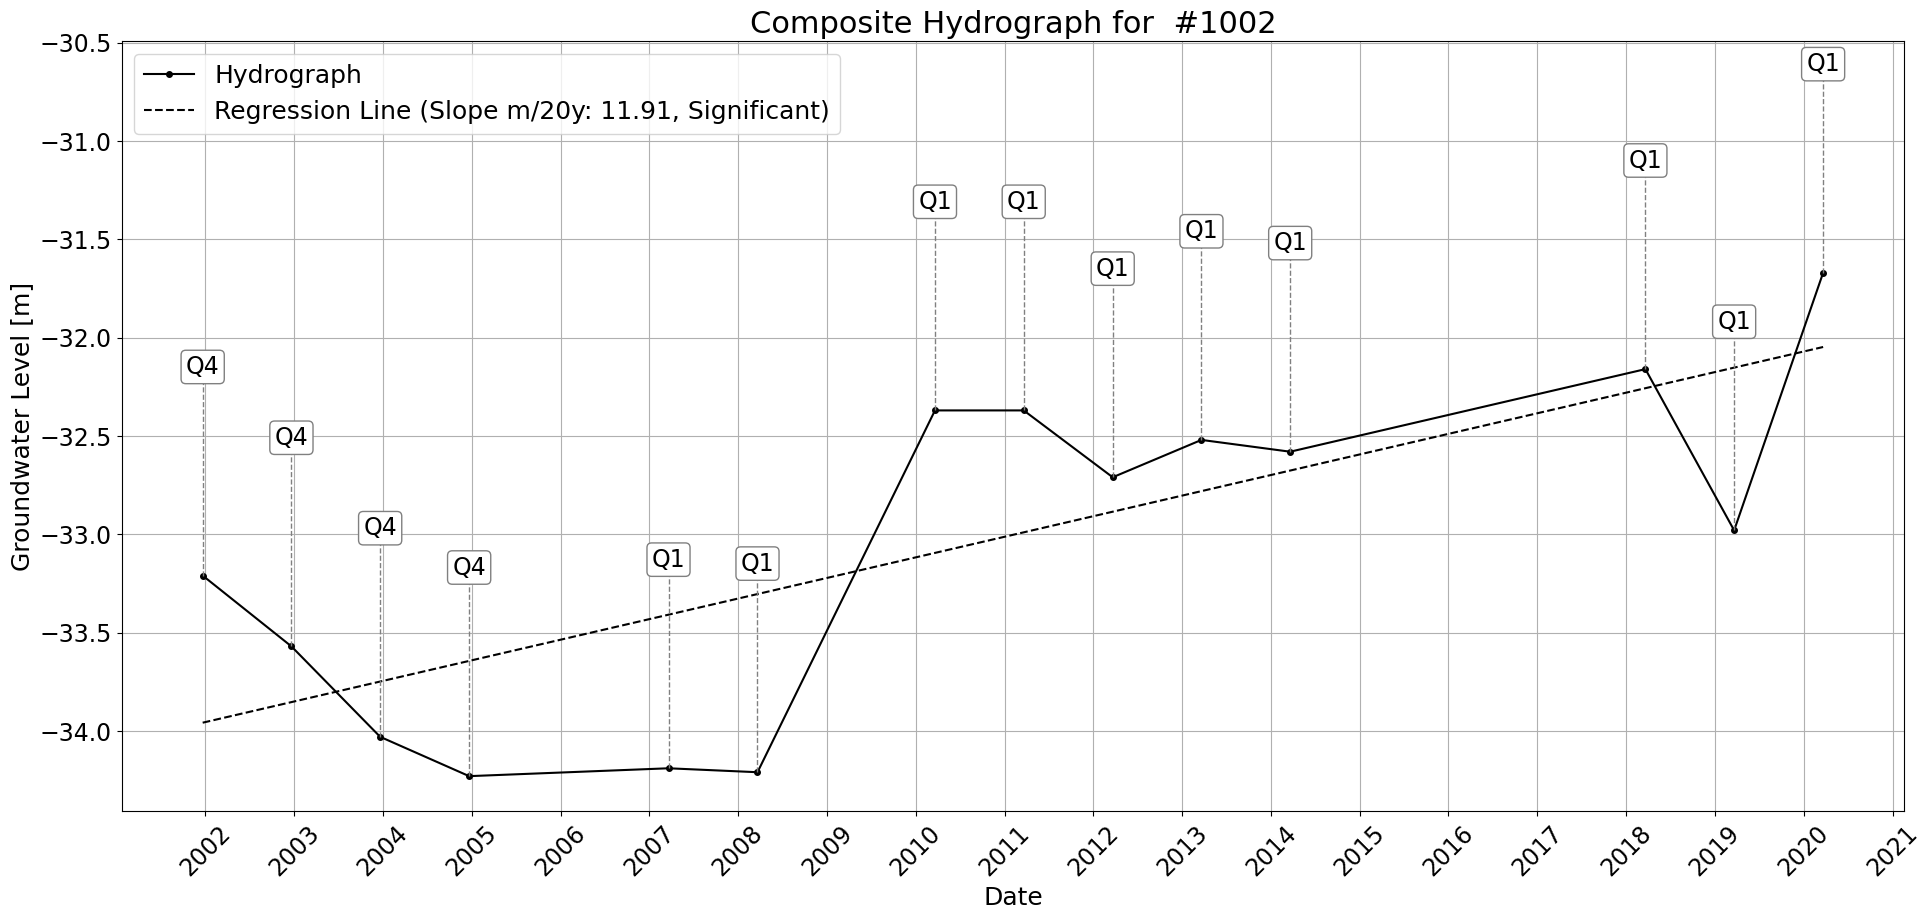 Composite Hydrograph for  #1002
Hydrograph
Regression Line (Slope m/20y: 11.91, Significant)
Groundwater Level [m]
−30.5
−31.0
−31.5
−32.0
−32.5
−33.0
−33.5
−34.0
Q4
Q4
Q4
Q4
Q1
Q1
Q1
Q1
Q1
Q1
Q1
Q1
Q1
Q1
2002
2003
2004
2005
2006
2007
2008
2009
2010
2011
2012
2013
2014
2015
2016
2017
2018
2019
2020
2021
Date